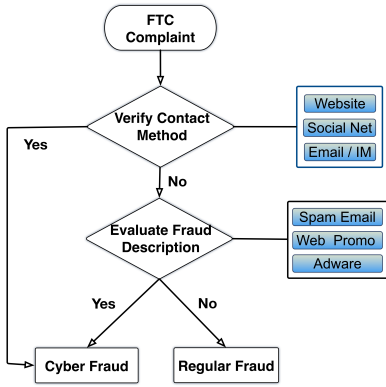 FTC
Complaint
Verify Contact
Method
Website
Social Net
Email / IM
Yes
No
Evaluate Fraud
Description
Spam Email
Web Promo
Adware
Yes
No
Cyber Fraud
Regular Fraud